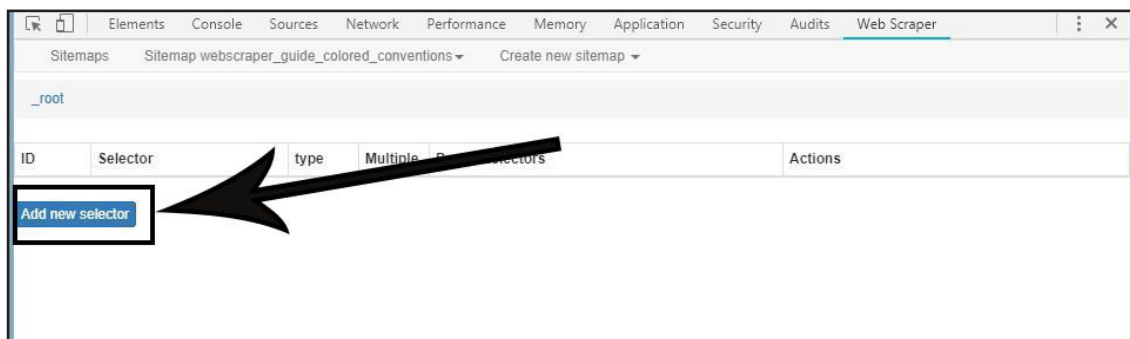 Elements Console Sources Network Performance Memory Application Security Audits Web Scraper
Sitemaps Sitemap webscraper_guide_colored_conventions Create new sitemap
_root
ID Selector type Multiple Actions
Add new selector